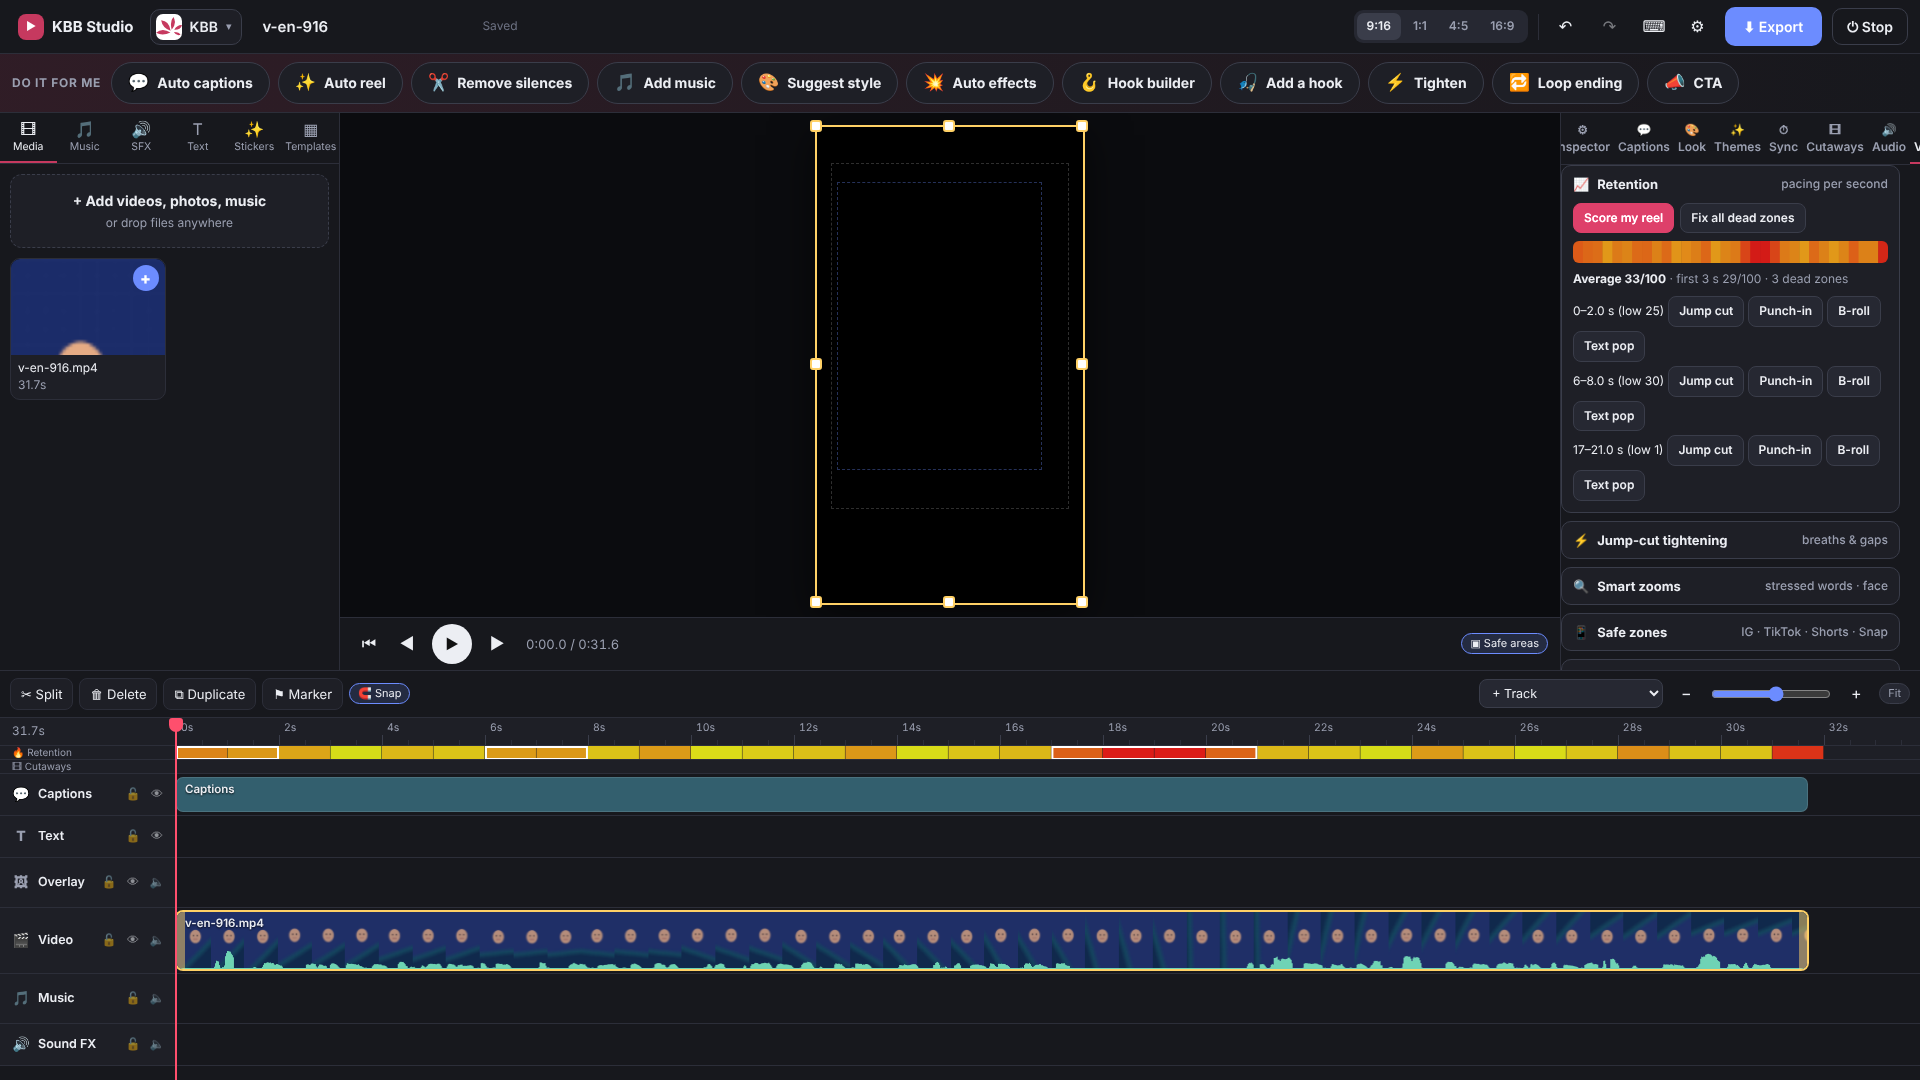 KBB Studio KBB v-en-916 Saved 9:16 1:1 4:5 16:9 Export Stop
DO IT FOR ME Auto captions Auto reel Remove silences Add music Suggest style Auto effects Hook builder Add a hook Tighten Loop ending CTA
Media Music SFX Text Stickers Templates
nspector Captions Look Themes Sync Cutaways Audio V
+ Add videos, photos, music
or drop files anywhere
v-en-916.mp4
31.7s
Retention pacing per second
Score my reel Fix all dead zones
Average 33/100 · first 3 s 29/100 · 3 dead zones
0–2.0 s (low 25) Jump cut Punch-in B-roll
Text pop
6–8.0 s (low 30) Jump cut Punch-in B-roll
Text pop
17–21.0 s (low 1) Jump cut Punch-in B-roll
Text pop
Jump-cut tightening breaths & gaps
Smart zooms stressed words · face
Safe zones IG · TikTok · Shorts · Snap
0:00.0 / 0:31.6 Safe areas
Split Delete Duplicate Marker Snap + Track − + Fit
31.7s 0s 2s 4s 6s 8s 10s 12s 14s 16s 18s 20s 22s 24s 26s 28s 30s 32s
Retention
Cutaways
Captions Captions
T Text
Overlay
Video v-en-916.mp4
Music
Sound FX